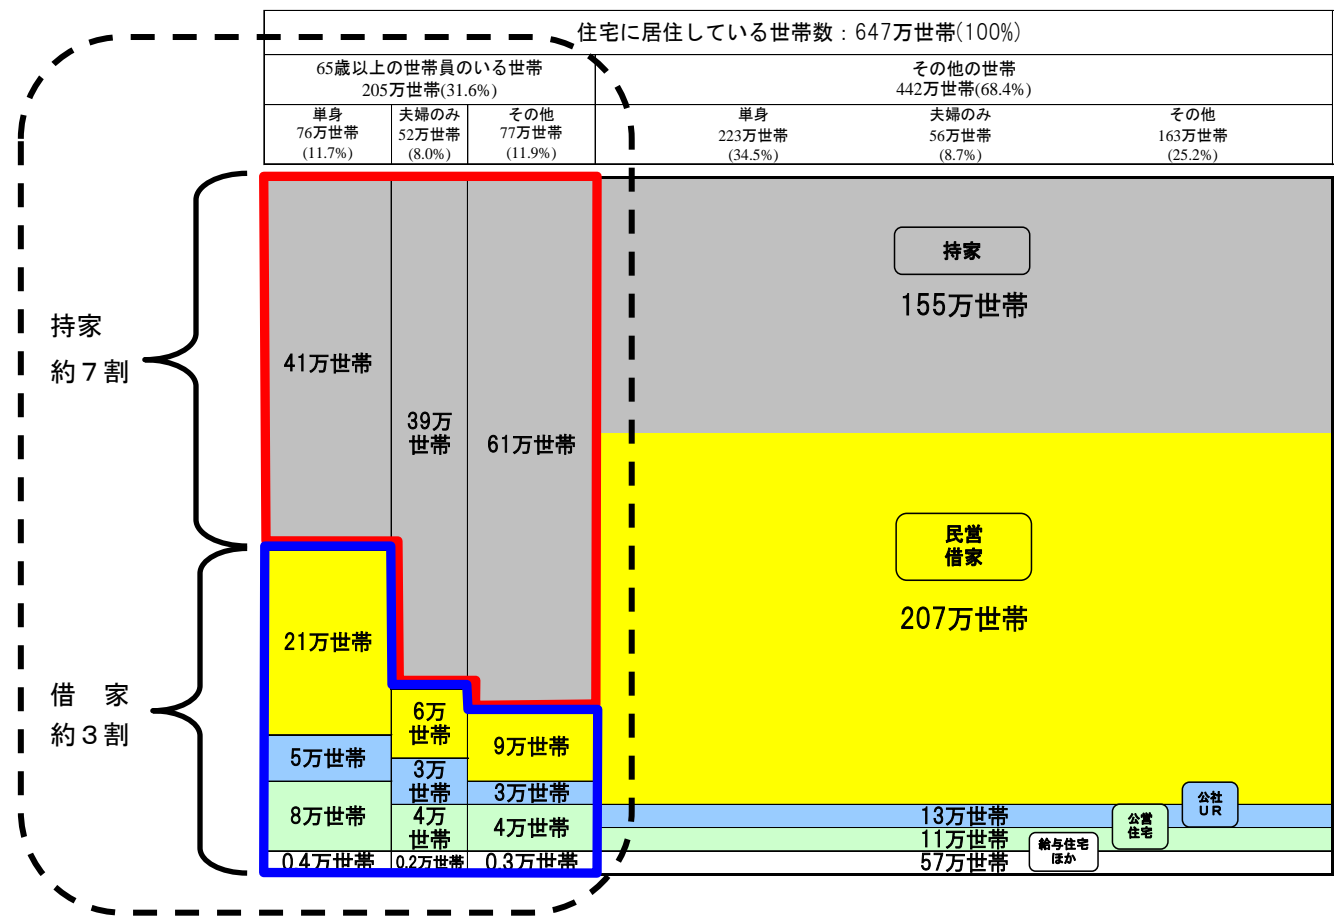 住宅に居住している世帯数：647万世帯(100%)
65歳以上の世帯員のいる世帯
205万世帯(31.6%)
その他の世帯
442万世帯(68.4%)
単身
76万世帯
(11.7%)
夫婦のみ
52万世帯
(8.0%)
その他
77万世帯
(11.9%)
単身
223万世帯
(34.5%)
夫婦のみ
56万世帯
(8.7%)
その他
163万世帯
(25.2%)
持家
約７割
41万世帯
39万
世帯
61万世帯
持家
155万世帯
借　家
約３割
21万世帯
5万世帯
8万世帯
0.4万世帯
6万
世帯
3万
世帯
4万
世帯
0.2万世帯
9万世帯
3万世帯
4万世帯
0.3万世帯
民営
借家
207万世帯
13万世帯
公社
ＵＲ
11万世帯
公営
住宅
57万世帯
給与住宅
ほか